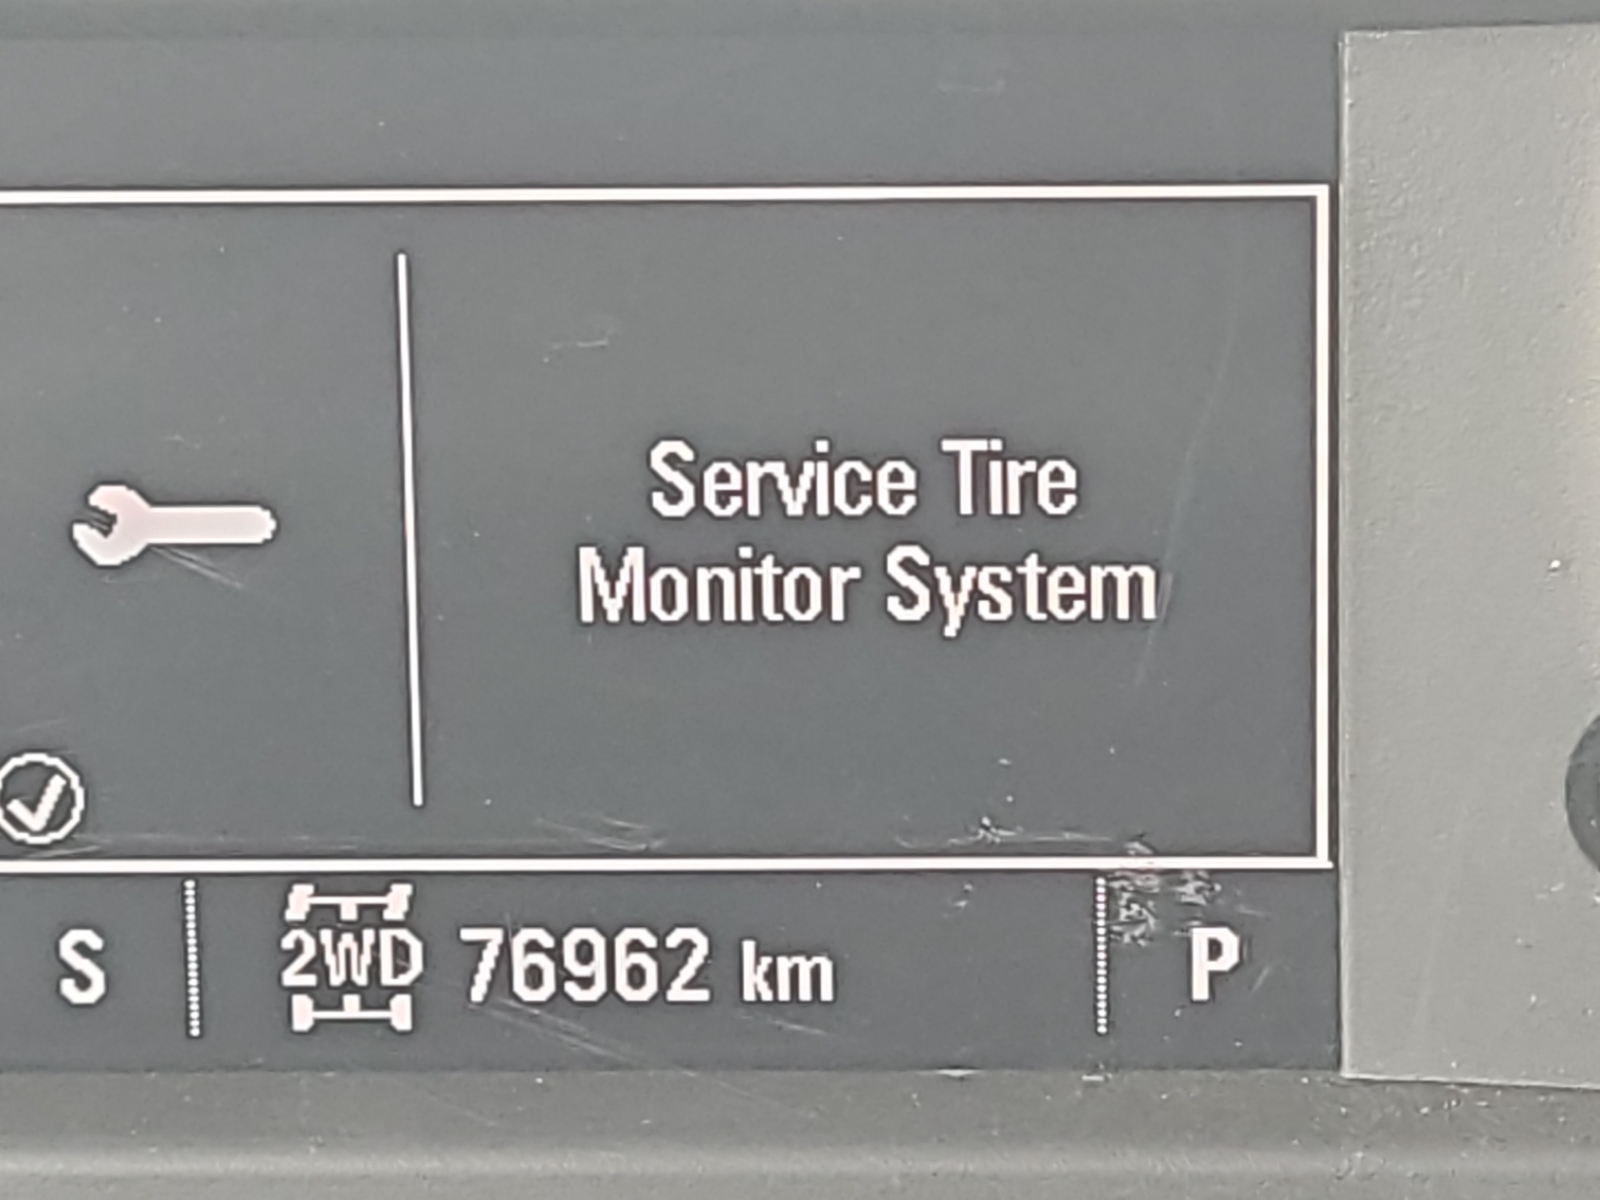 Service Tire
Monitor System
S 2WD 76962 km P